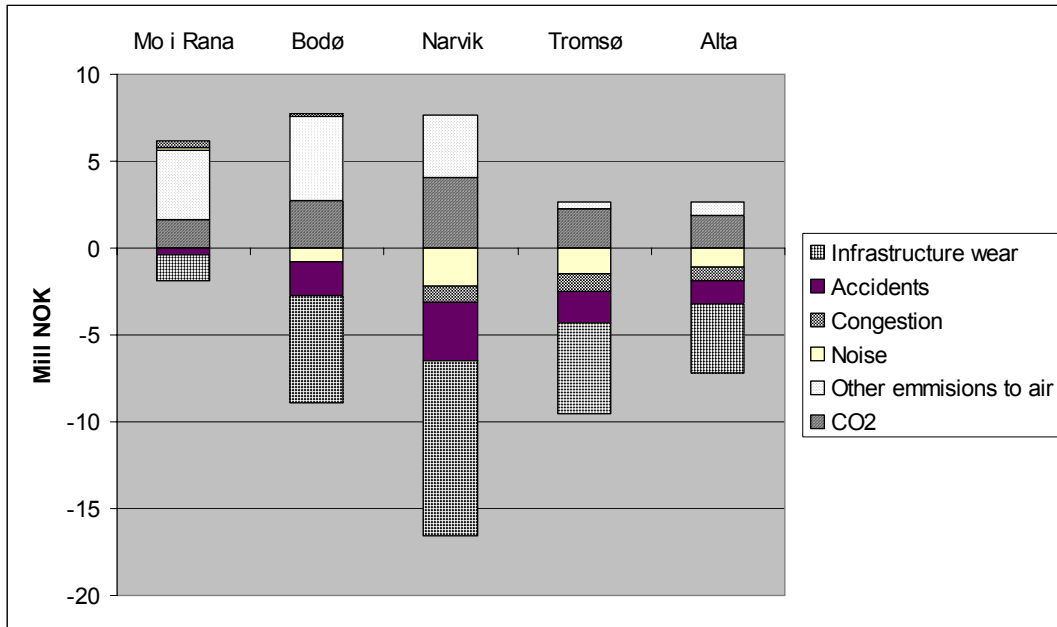 Mo i Rana Bodø Narvik Tromsø Alta
10
5
0
-5
-10
-15
-20
Mill NOK
Infrastructure wear
Accidents
Congestion
Noise
Other emmisions to air
CO2